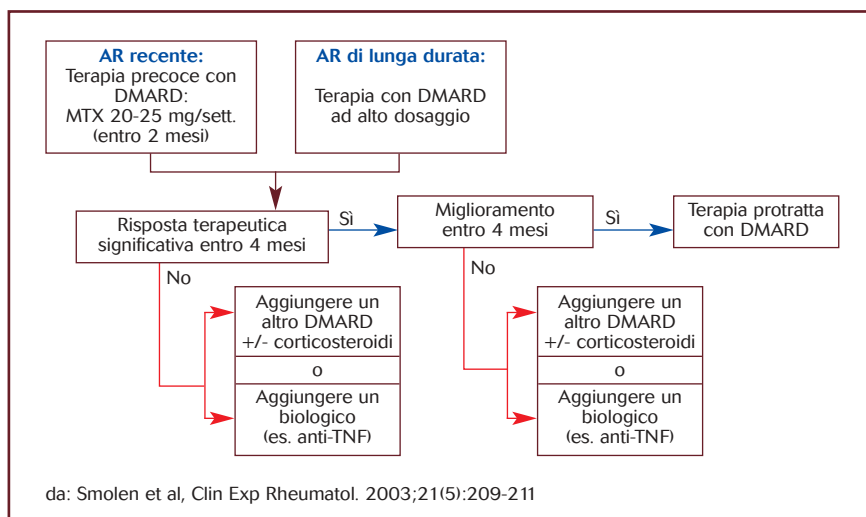 AR recente:
Terapia precoce con
DMARD:
MTX 20-25 mg/sett.
(entro 2 mesi)
AR di lunga durata:
Terapia con DMARD
ad alto dosaggio
Risposta terapeutica
significativa entro 4 mesi
Sì
Miglioramento
entro 4 mesi
Sì
Terapia protratta
con DMARD
No
Aggiungere un
altro DMARD
+/- corticosteroidi
o
Aggiungere un
biologico
(es. anti-TNF)
No
Aggiungere un
altro DMARD
+/- corticosteroidi
o
Aggiungere un
biologico
(es. anti-TNF)
da: Smolen et al, Clin Exp Rheumatol. 2003;21(5):209-211